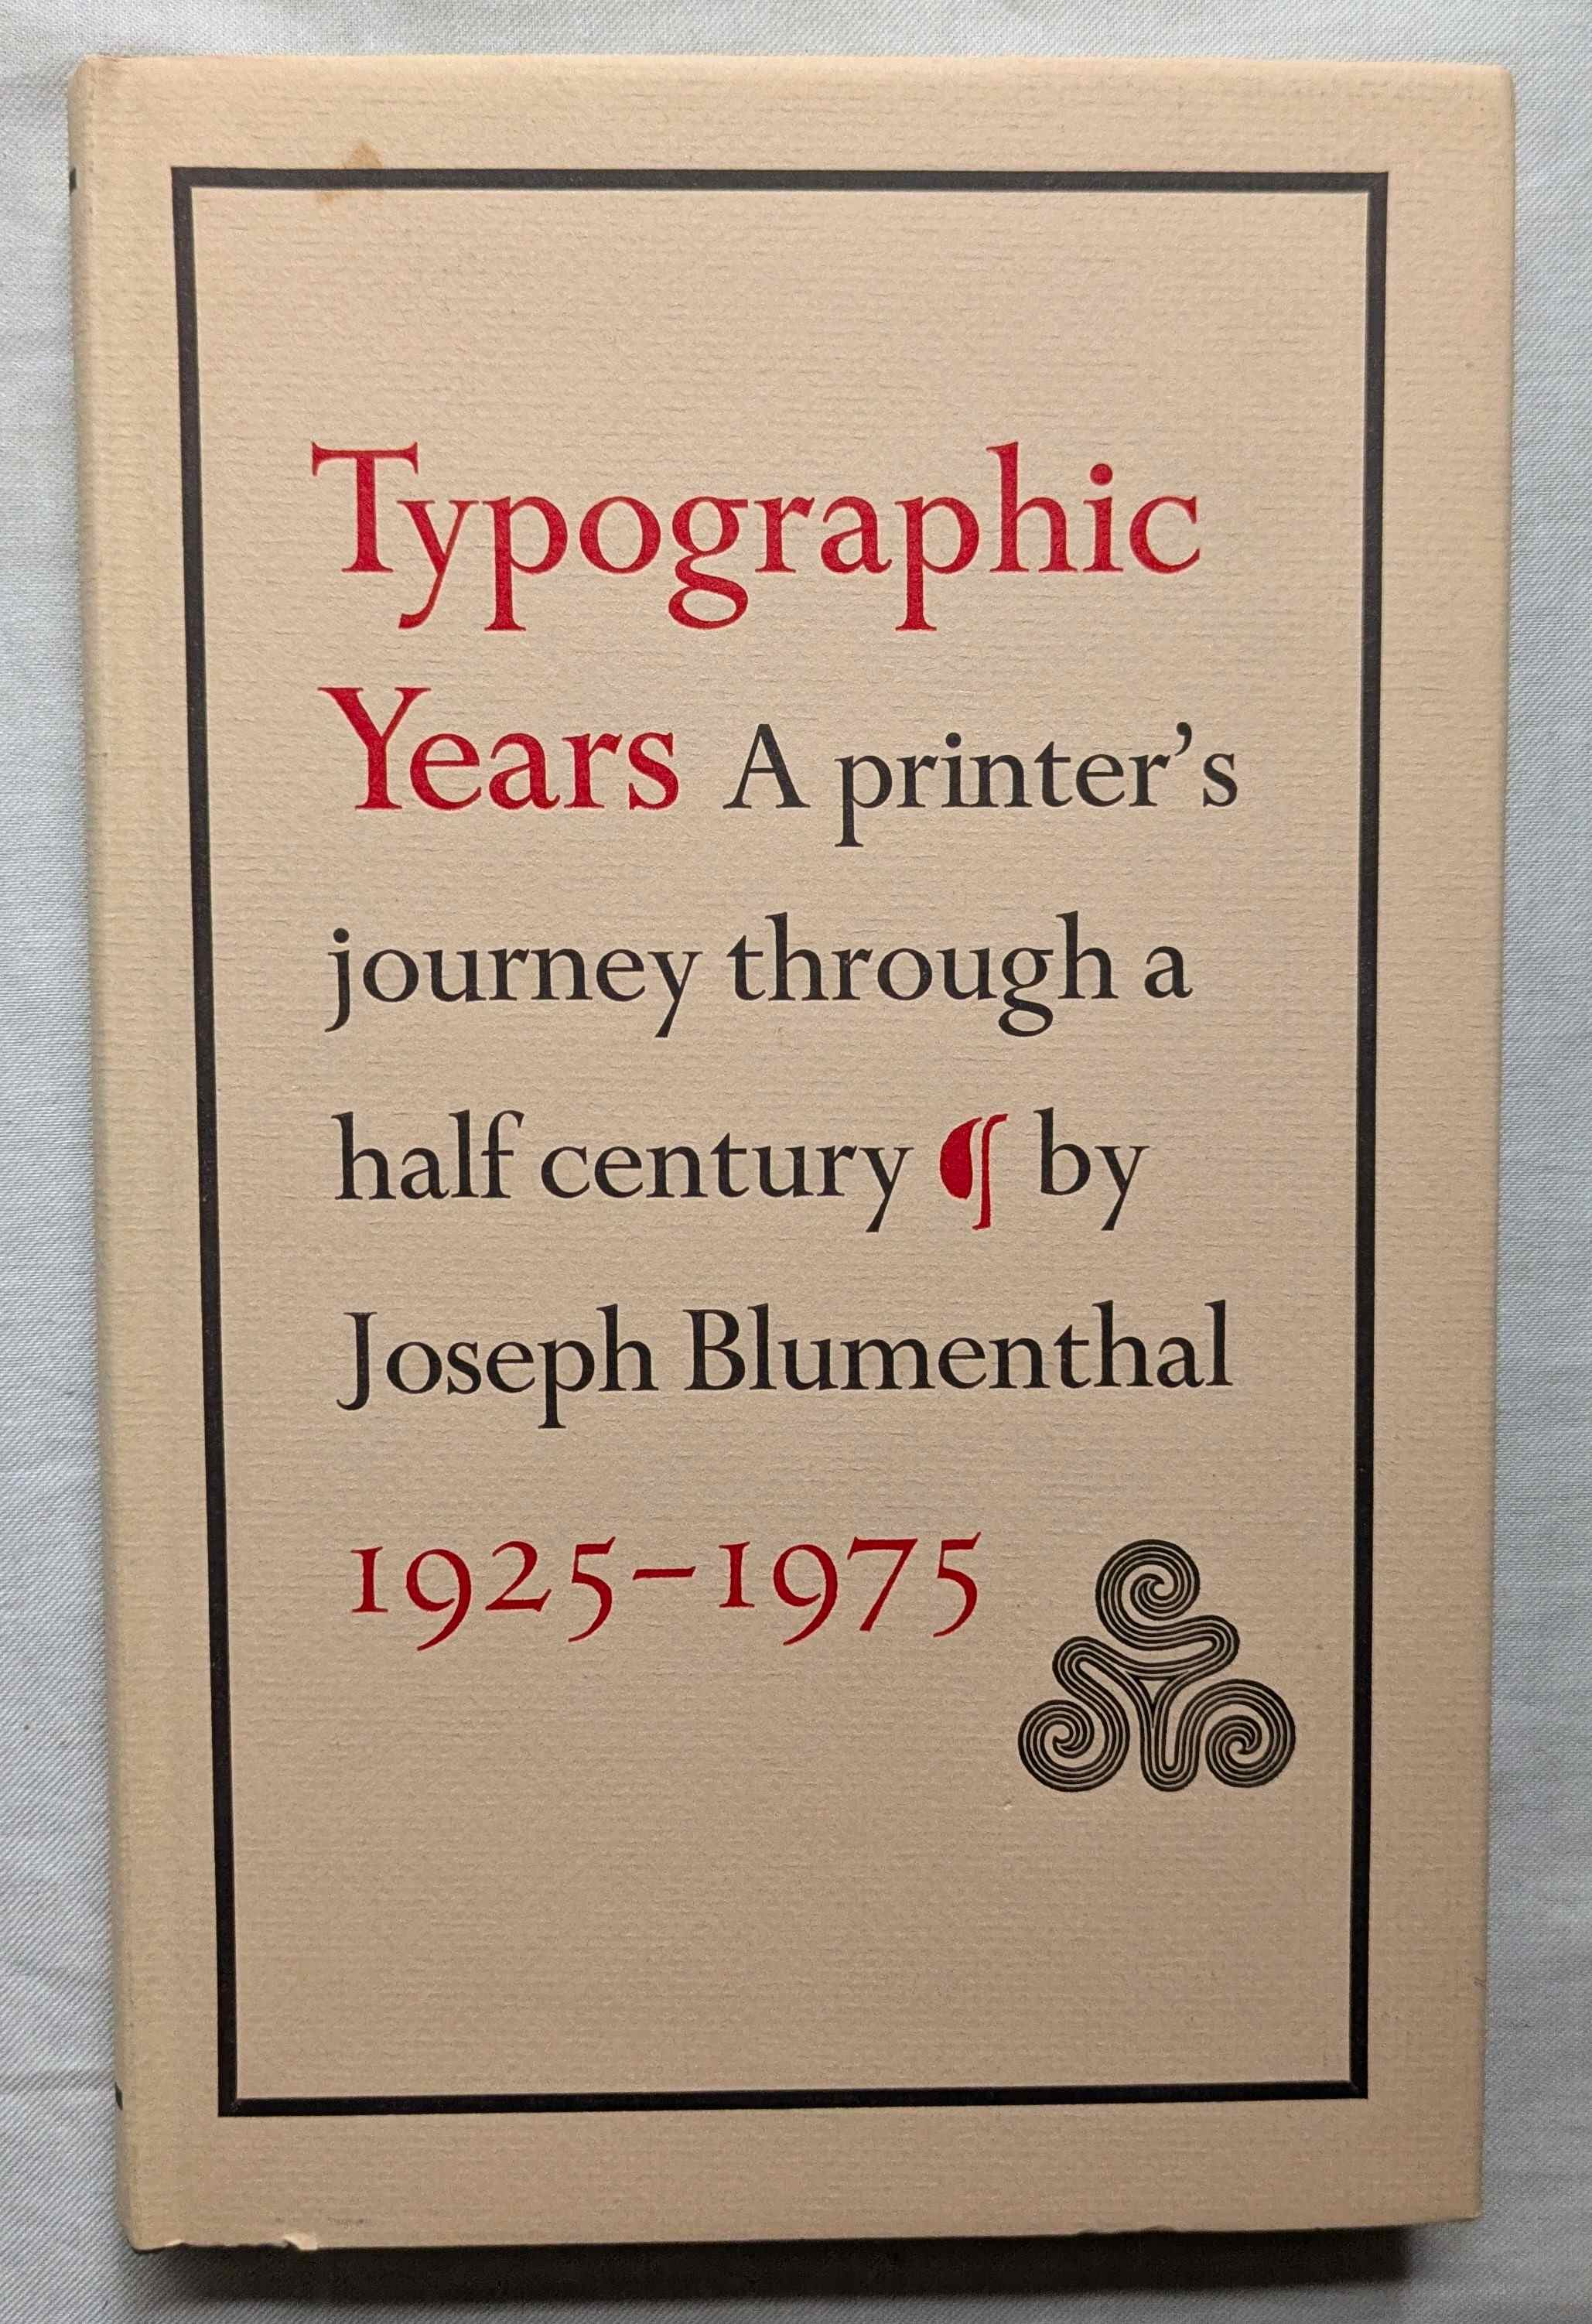 Typographic
Years A printer's
journey through a
half century ¶ by
Joseph Blumenthal
1925–1975